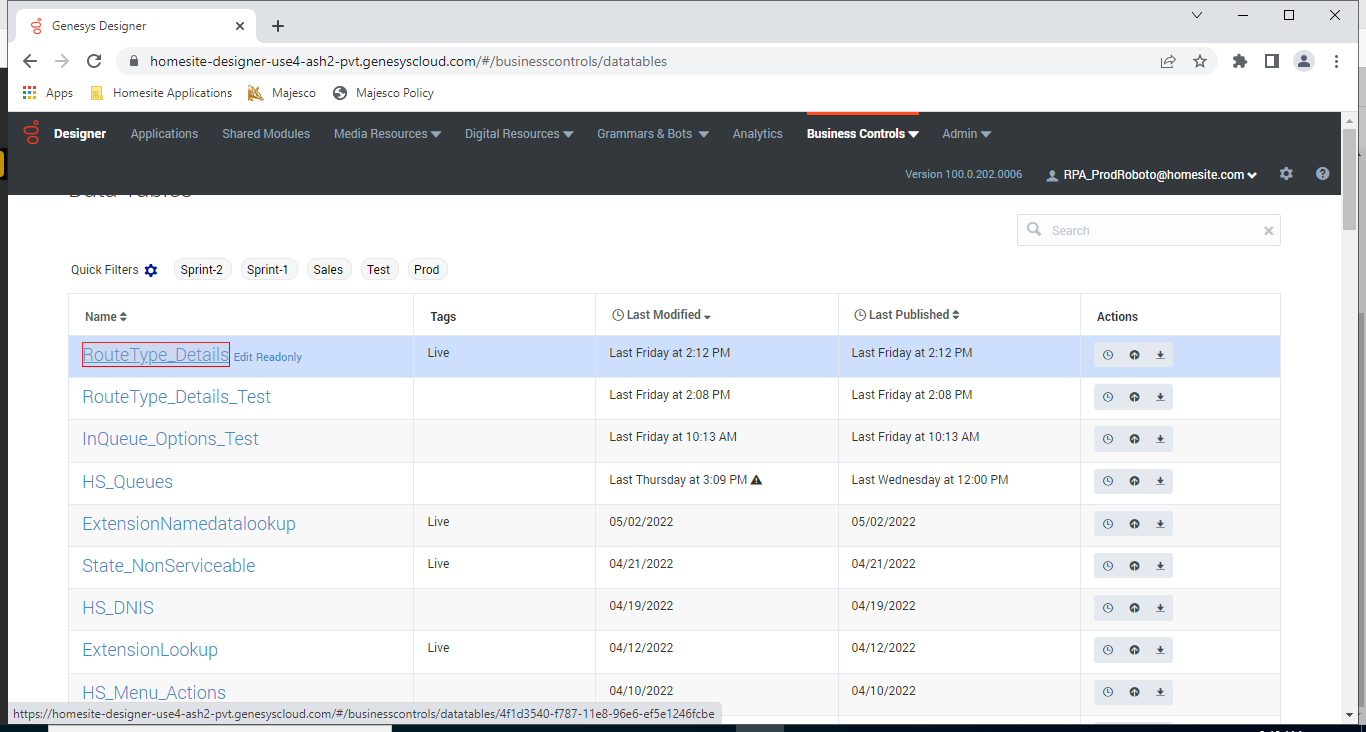 Genesys Designer
homesite-designer-use4-ash2-pvt.genesyscloud.com/#/businesscontrols/datatables
Apps Homesite Applications Majesco Majesco Policy
Designer Applications Shared Modules Media Resources Digital Resources Grammars & Bots Analytics Business Controls Admin
Version 100.0.202.0006 RPA_ProdRoboto@homesite.com
Data Tables
Search
Quick Filters Sprint-2 Sprint-1 Sales Test Prod
Name Tags Last Modified Last Published Actions
RouteType_Details Edit Readonly Live Last Friday at 2:12 PM Last Friday at 2:12 PM
RouteType_Details_Test Last Friday at 2:08 PM Last Friday at 2:08 PM
InQueue_Options_Test Last Friday at 10:13 AM Last Friday at 10:13 AM
HS_Queues Last Thursday at 3:09 PM Last Wednesday at 12:00 PM
ExtensionNamedatalookup Live 05/02/2022 05/02/2022
State_NonServiceable Live 04/21/2022 04/21/2022
HS_DNIS 04/19/2022 04/19/2022
ExtensionLookup Live 04/12/2022 04/12/2022
HS_Menu_Actions 04/10/2022 04/10/2022
https://homesite-designer-use4-ash2-pvt.genesyscloud.com/#/businesscontrols/datatables/4f1d3540-f787-11e8-96e6-ef5e1246fcbe